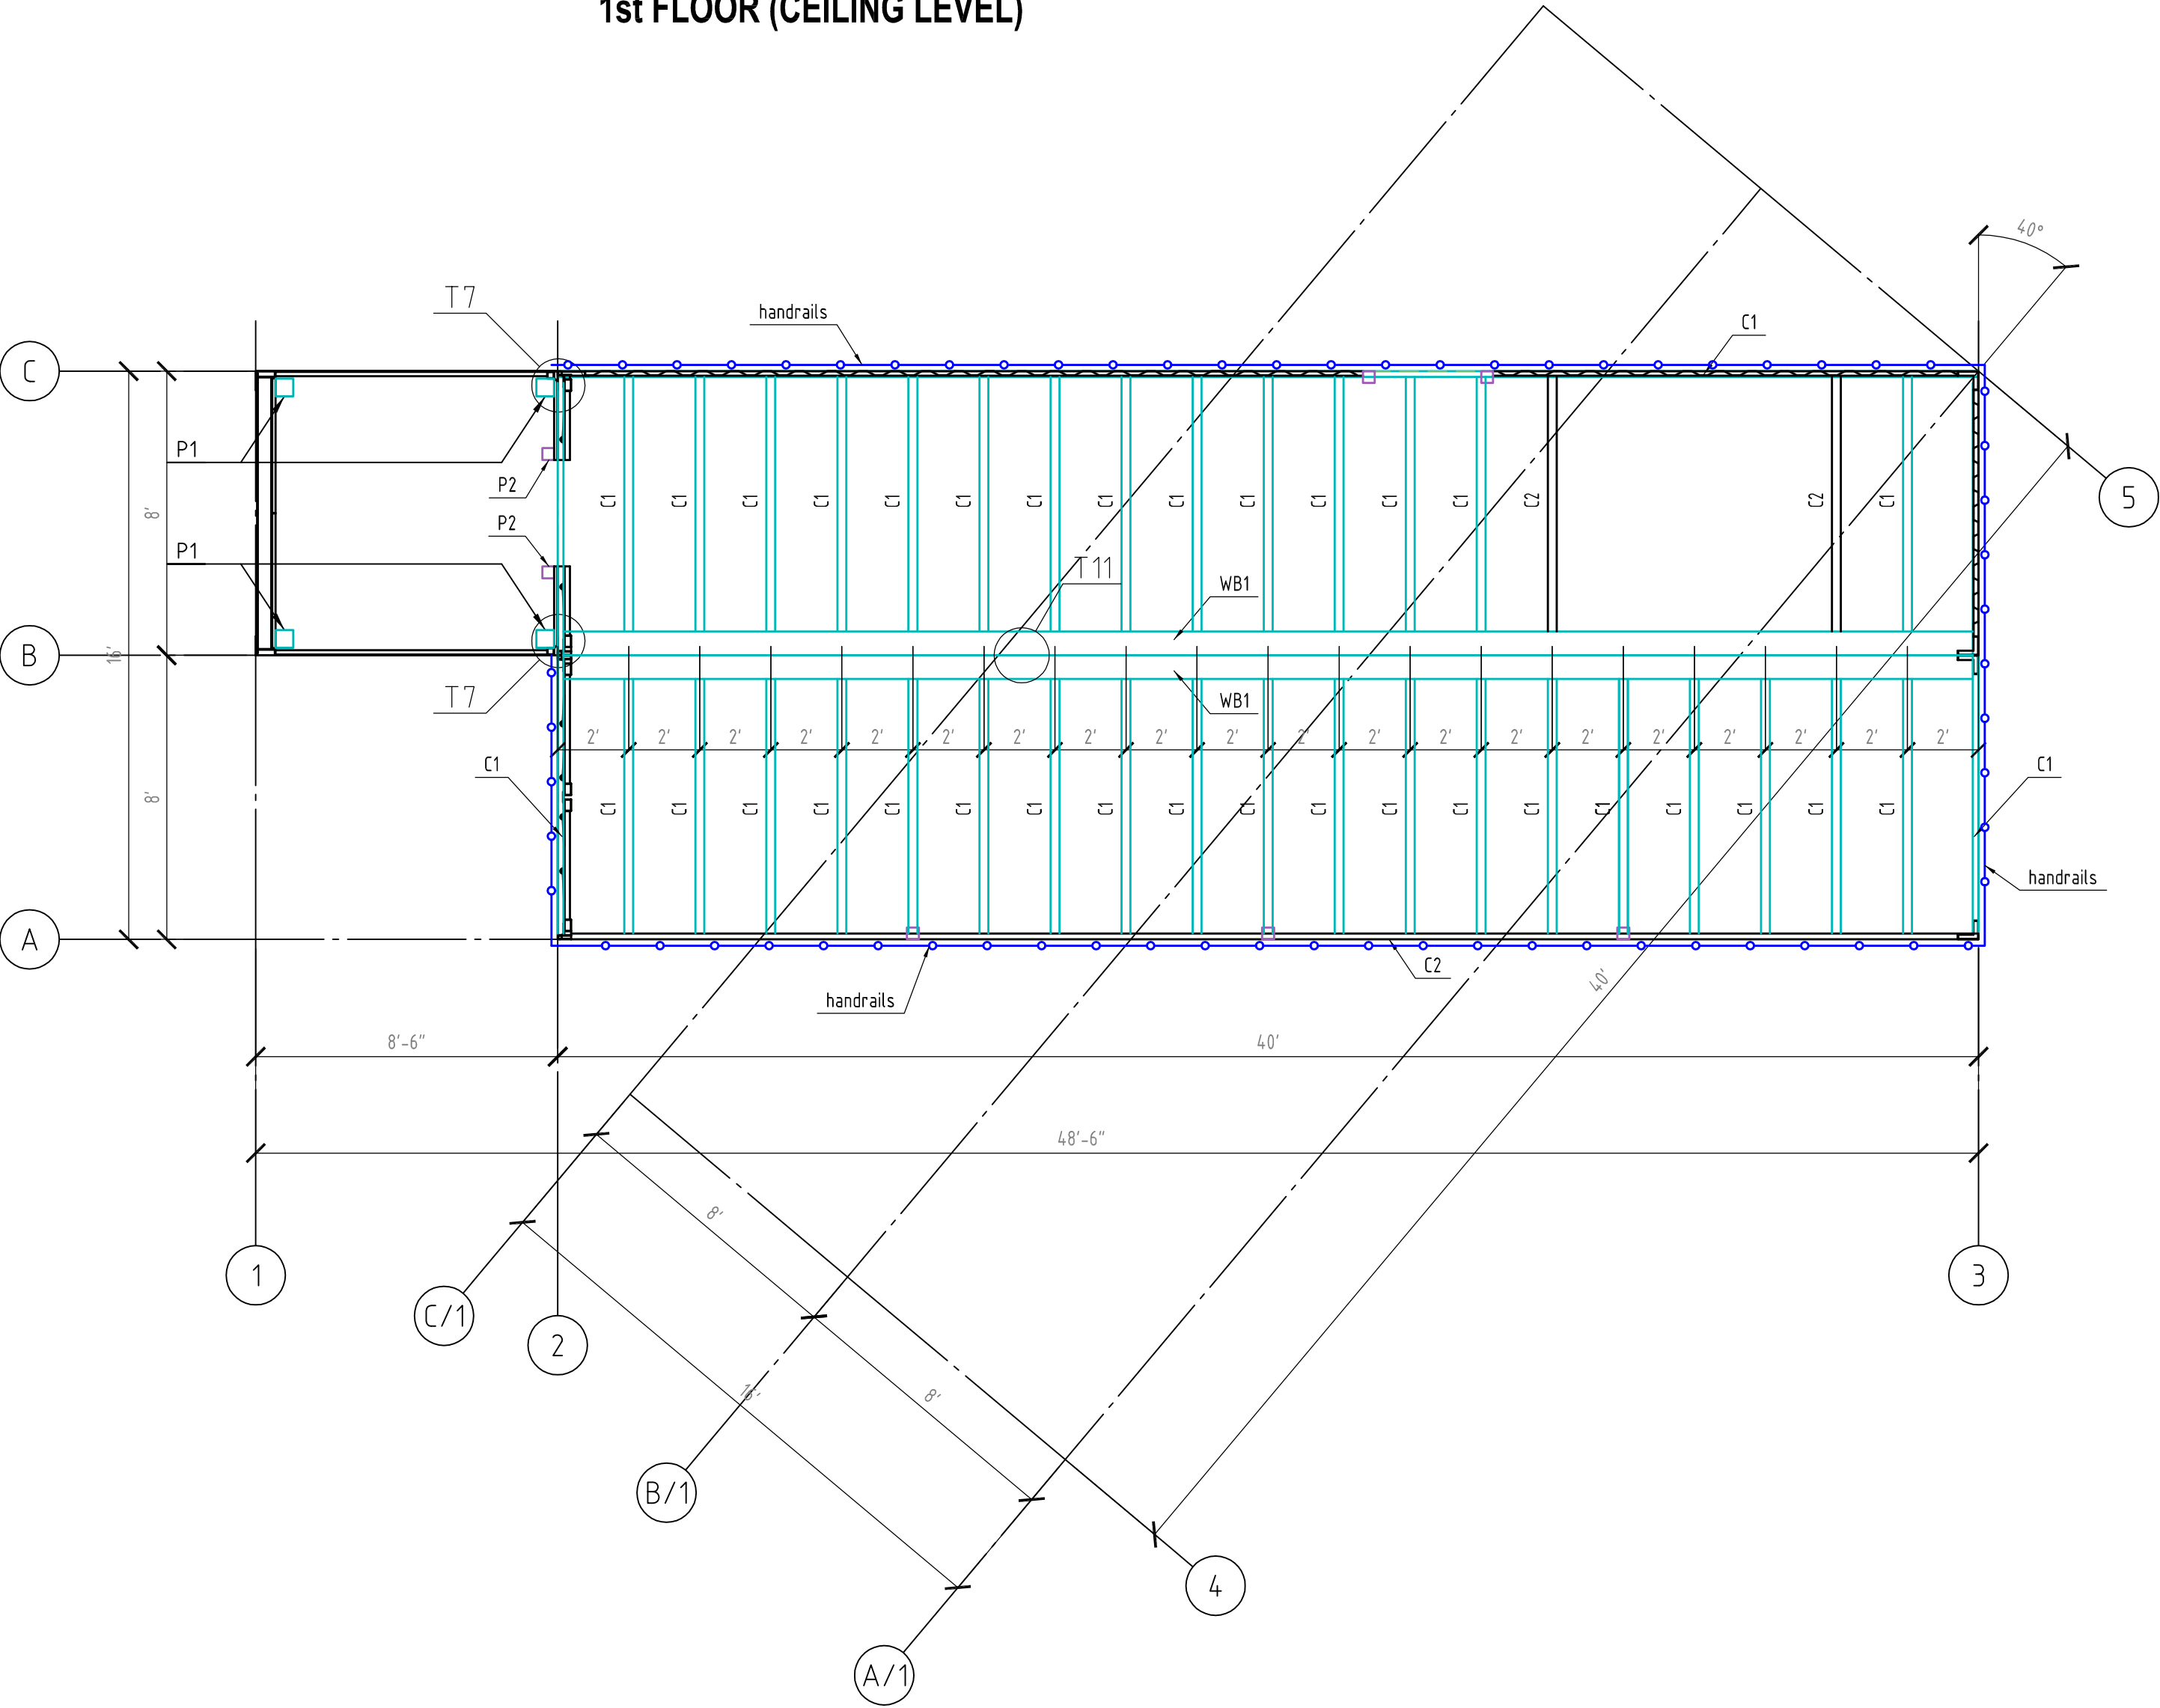 1st FLOOR (CEILING LEVEL)
40°
T7
handrails
C1
C
P1
P2
8'
C1 C1 C1 C1 C1 C1 C1 C1 C1 C1 C1 C1 C1 C2 C2 C1
5
P2
P1
T11
WB1
B
16'
T7
WB1
2' 2' 2' 2' 2' 2' 2' 2' 2' 2' 2' 2' 2' 2' 2' 2' 2' 2' 2' 2'
C1
C1
8'
C1 C1 C1 C1 C1 C1 C1 C1 C1 C1 C1 C1 C1 C1 C1 C1 C1 C1 C1
handrails
A
C2
40'
handrails
8'-6"
40'
48'-6"
8'
1
3
C/1
2
16'
8'
B/1
4
A/1